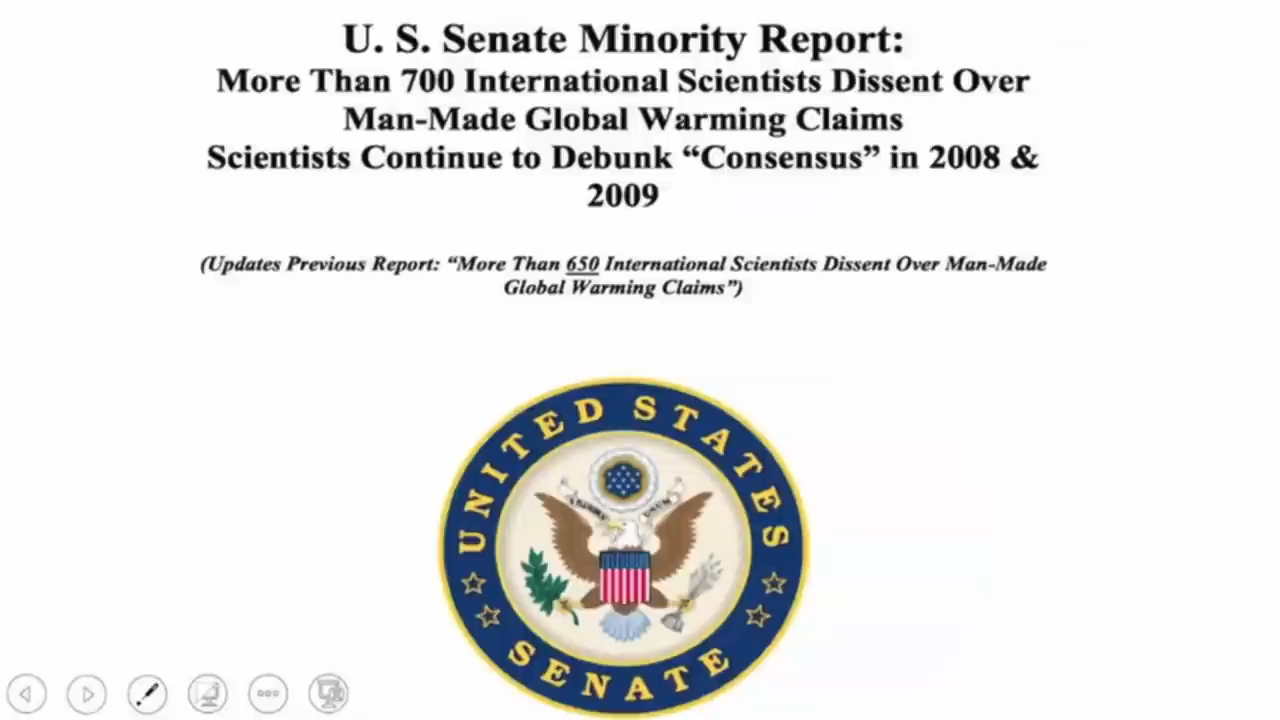 U. S. Senate Minority Report:
More Than 700 International Scientists Dissent Over
Man-Made Global Warming Claims
Scientists Continue to Debunk “Consensus” in 2008 &
2009
(Updates Previous Report: “More Than 650 International Scientists Dissent Over Man-Made
Global Warming Claims”)
UNITED STATES
SENATE